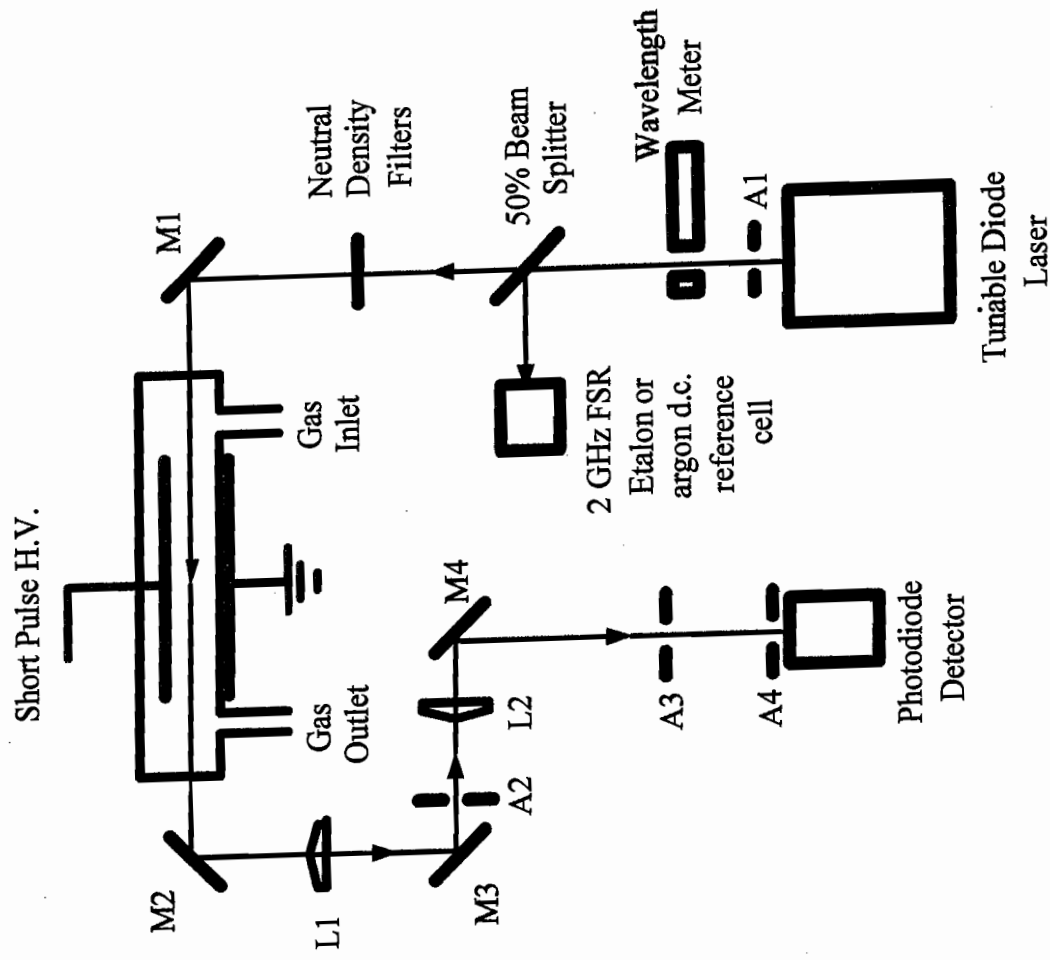 Short Pulse H.V.
M1
Neutral
Density
Filters
50% Beam
Splitter
Wavelength
Meter
A1
Tunable Diode
Laser
Gas
Inlet
2 GHz FSR
Etalon or
argon d.c.
reference
cell
Gas
Outlet
M2
L1
M3
A2
L2
M4
A3
A4
Photodiode
Detector